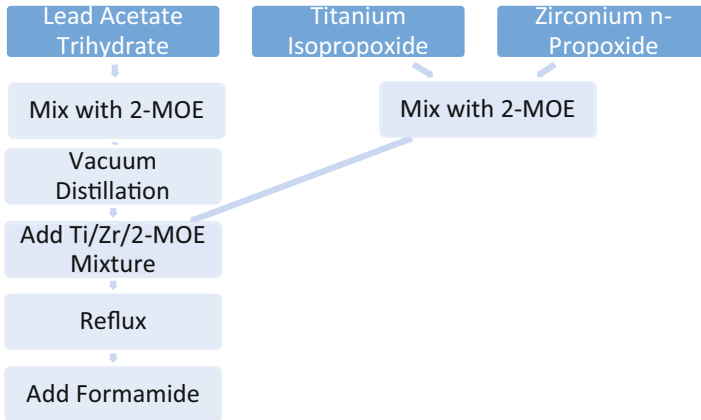 Lead Acetate
Trihydrate
Titanium
Isopropoxide
Zirconium n-
Propoxide
Mix with 2-MOE
Mix with 2-MOE
Vacuum
Distillation
Add Ti/Zr/2-MOE
Mixture
Reflux
Add Formamide